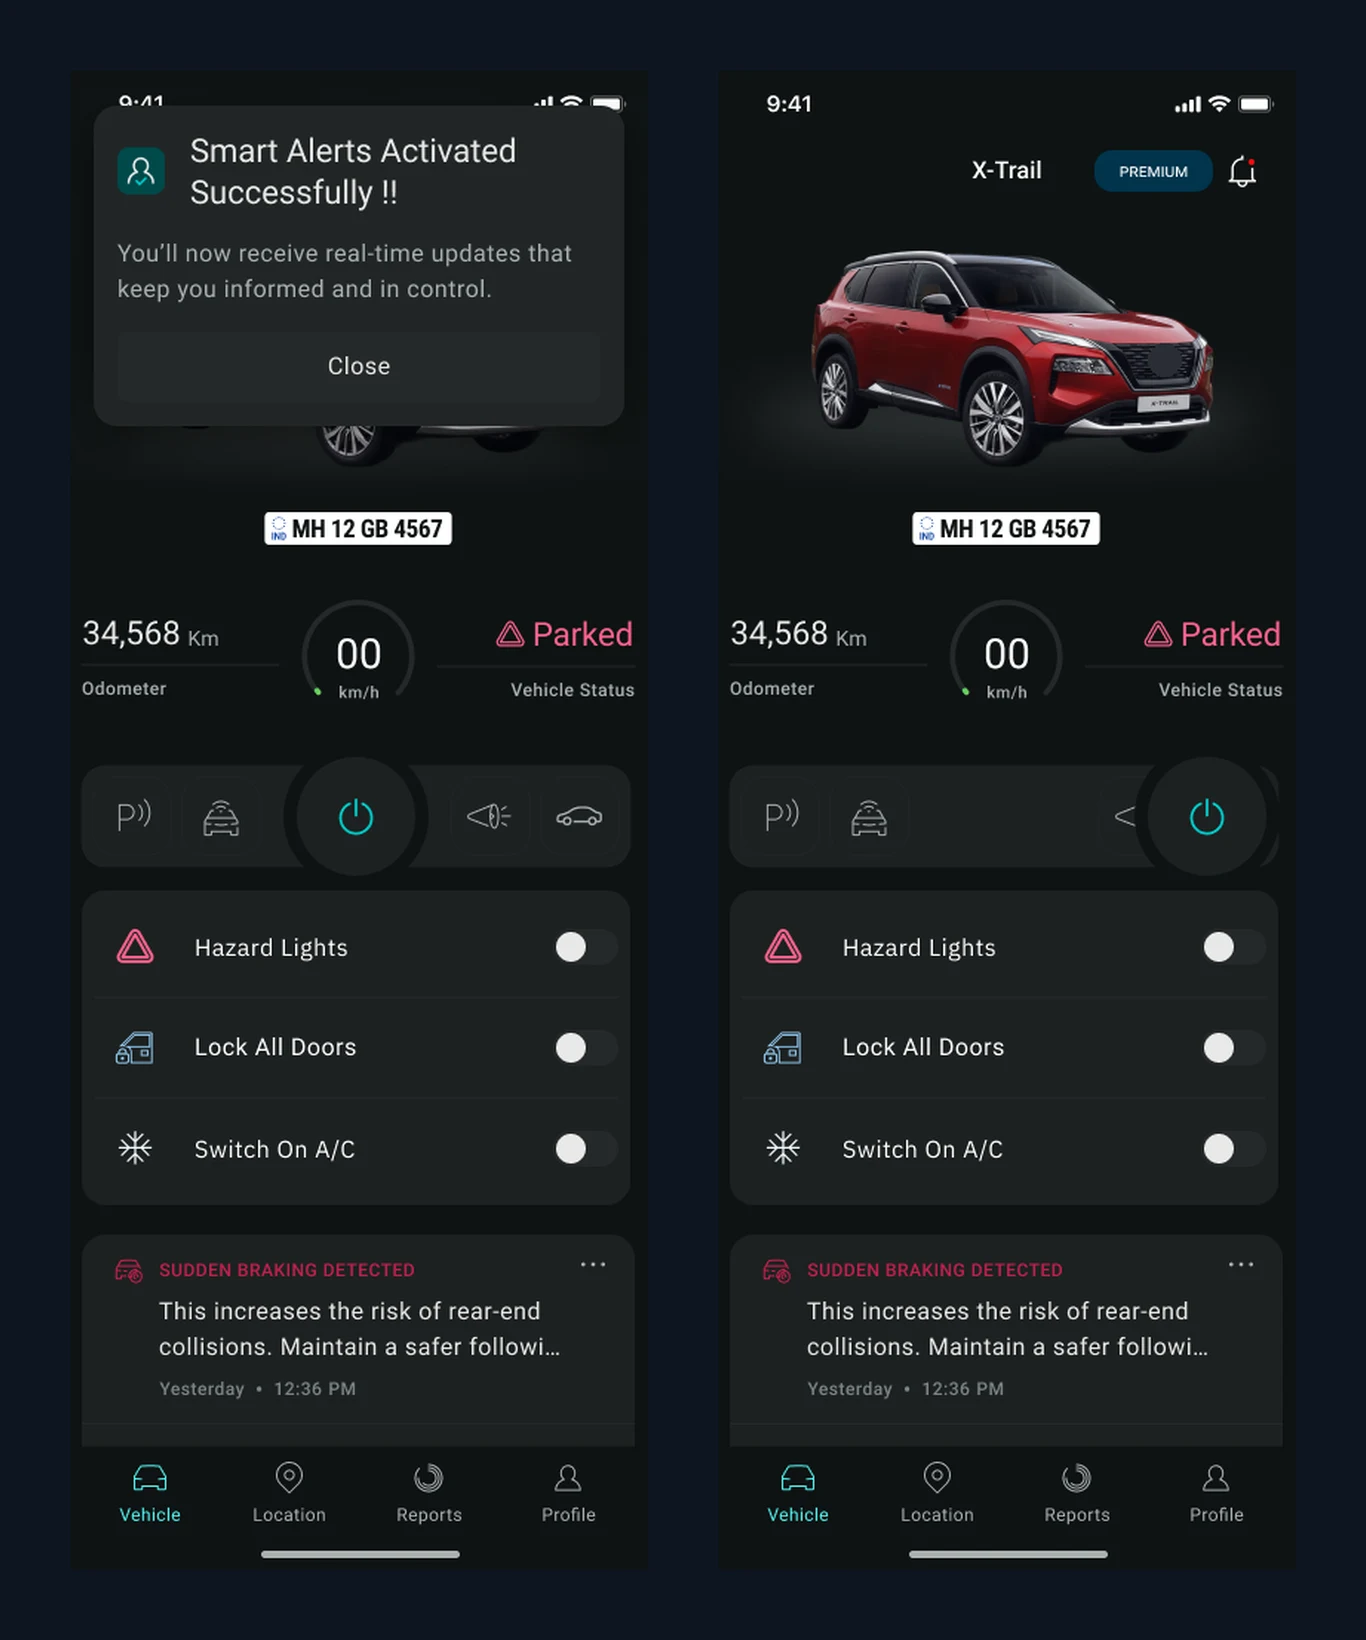 9:41
Smart Alerts Activated
Successfully !!
You’ll now receive real-time updates that
keep you informed and in control.
Close
IND MH 12 GB 4567
34,568 Km
Odometer
00
km/h
Parked
Vehicle Status
P
Hazard Lights
Lock All Doors
Switch On A/C
SUDDEN BRAKING DETECTED
This increases the risk of rear-end
collisions. Maintain a safer followi...
Yesterday • 12:36 PM
Vehicle
Location
Reports
Profile
9:41
X-Trail
PREMIUM
X-TRAIL
IND MH 12 GB 4567
34,568 Km
Odometer
00
km/h
Parked
Vehicle Status
P
Hazard Lights
Lock All Doors
Switch On A/C
SUDDEN BRAKING DETECTED
This increases the risk of rear-end
collisions. Maintain a safer followi...
Yesterday • 12:36 PM
Vehicle
Location
Reports
Profile